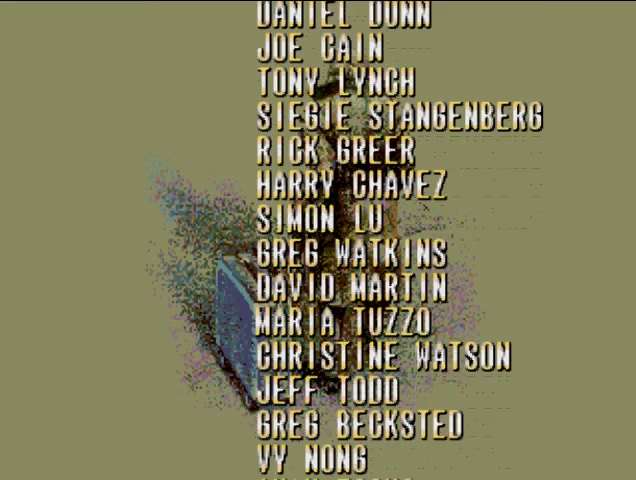 DANIEL DUNN
JOE CAIN
TONY LYNCH
SIEGIE STANGENBERG
RICK GREER
HARRY CHAVEZ
SIMON LU
GREG WATKINS
DAVID MARTIN
MARIA TUZZO
CHRISTINE WATSON
JEFF TODD
GREG BECKSTED
VY NONG